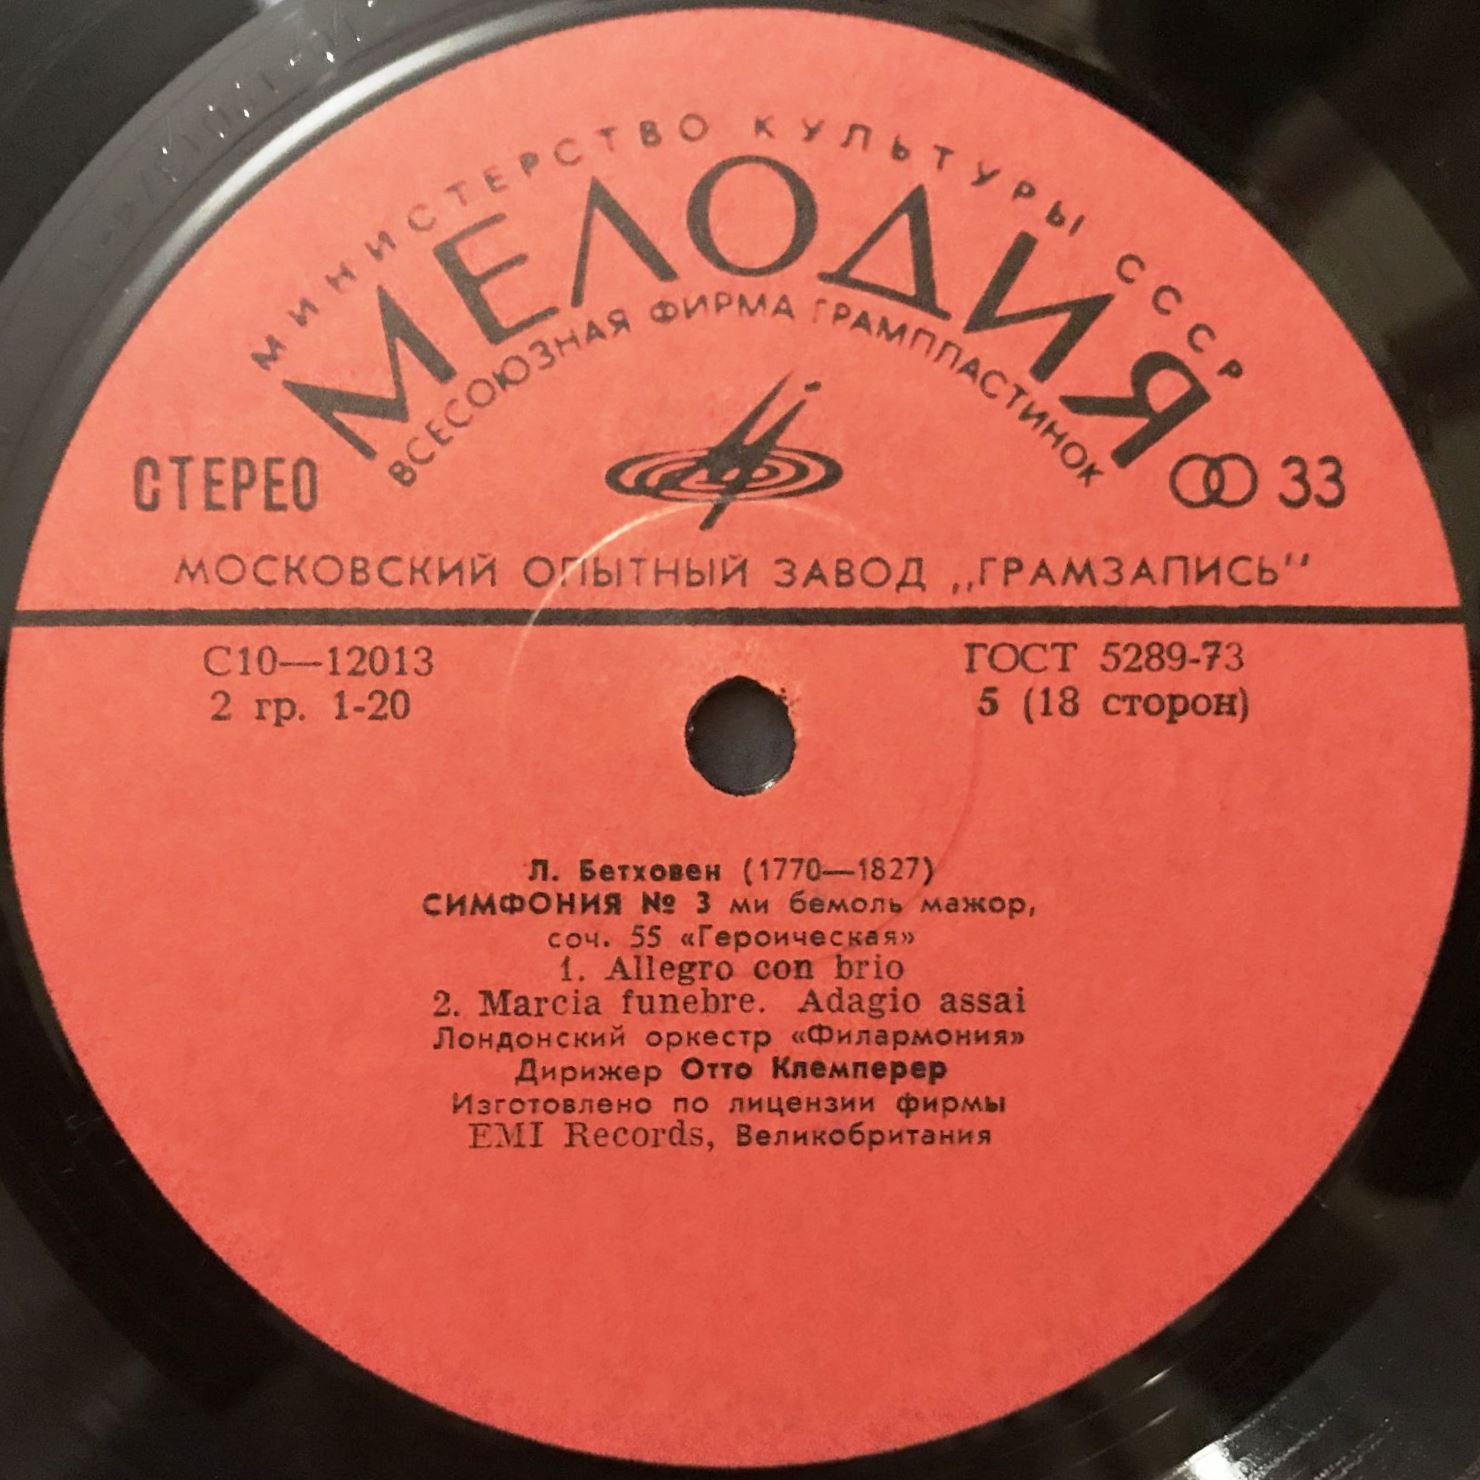 МИНИСТЕРСТВО КУЛЬТУРЫ СССР
МЕЛОДИЯ
ВСЕСОЮЗНАЯ ФИРМА ГРАМПЛАСТИНОК
СТЕРЕО
33
МОСКОВСКИЙ ОПЫТНЫЙ ЗАВОД „ГРАМЗАПИСЬ"
С10—12013
ГОСТ 5289-73
2 гр. 1-20
5 (18 сторон)
Л. Бетховен (1770—1827)
СИМФОНИЯ № 3 ми бемоль мажор,
соч. 55 «Героическая»
1. Allegro con brio
2. Marcia funebre. Adagio assai
Лондонский оркестр «Филармония»
Дирижер Отто Клемперер
Изготовлено по лицензии фирмы
EMI Records, Великобритания